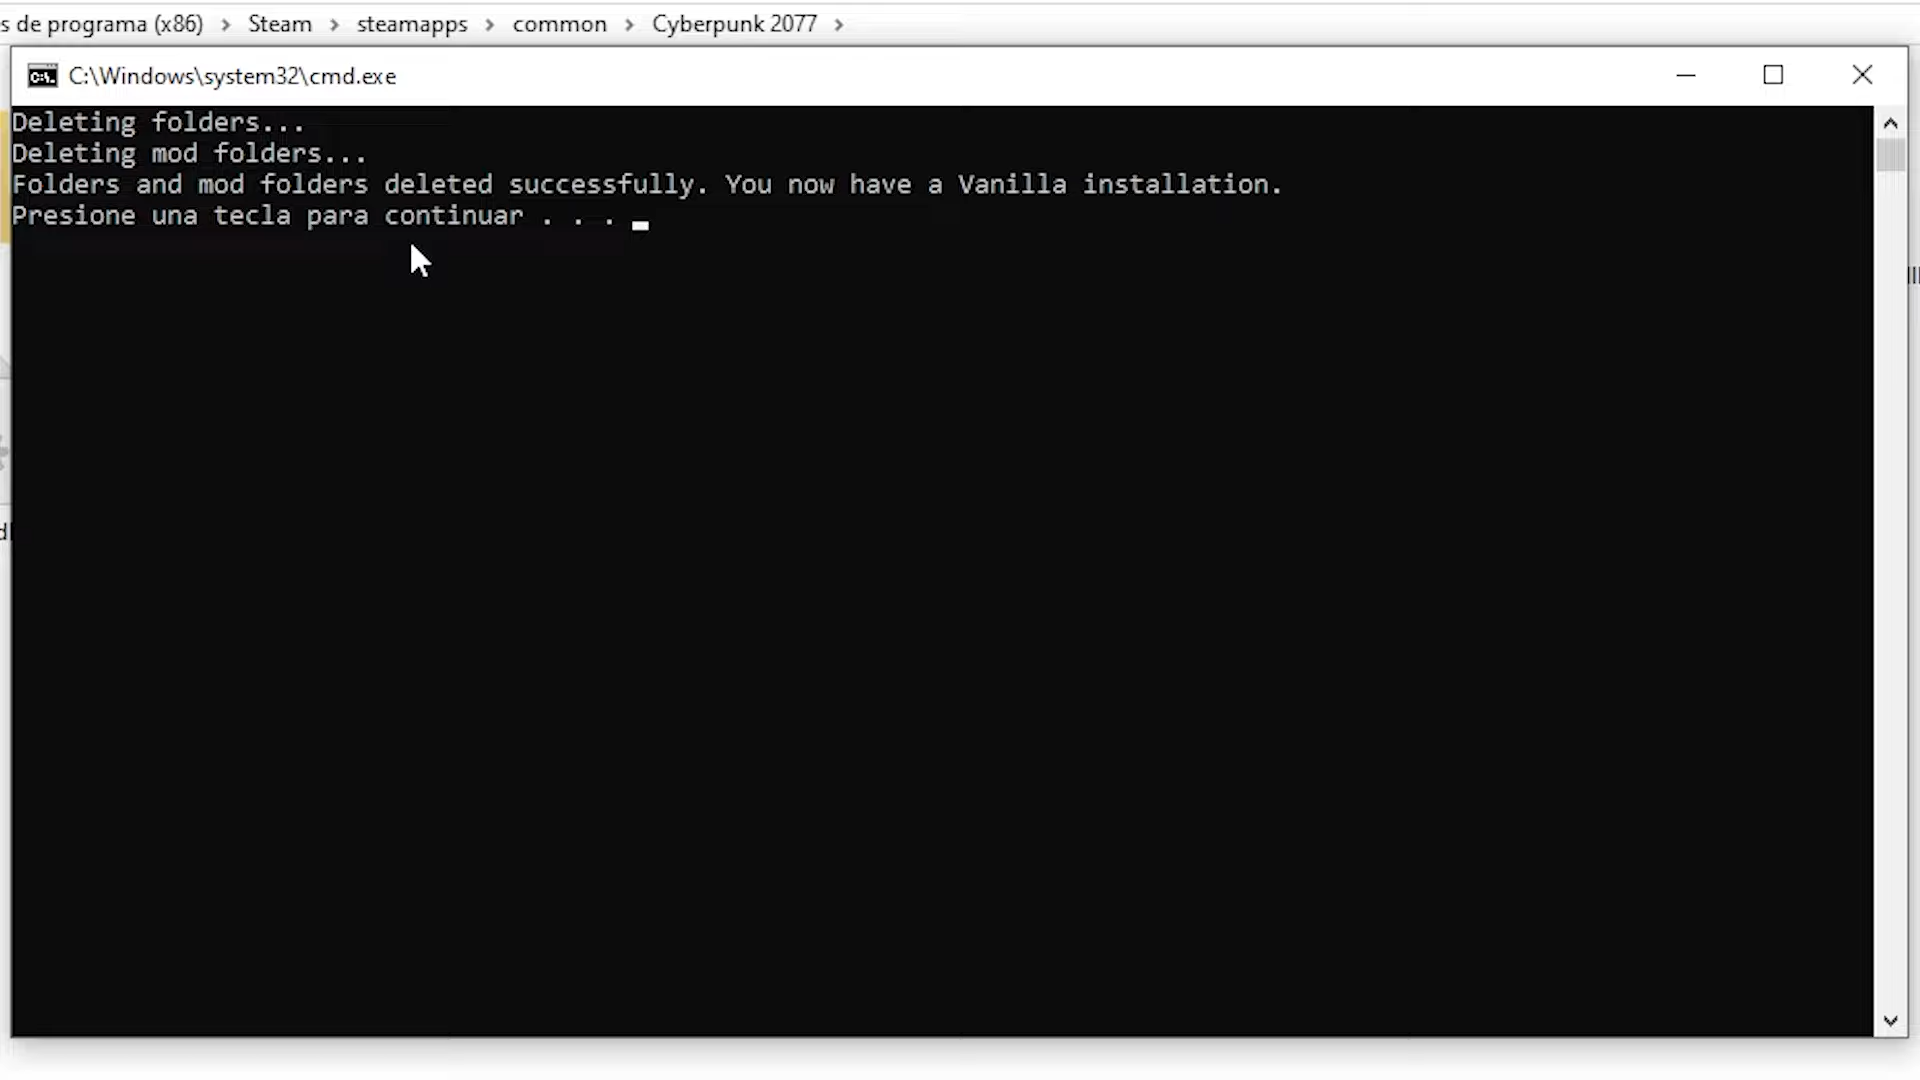 s de programa (x86) > Steam > steamapps > common > Cyberpunk 2077 >
C:\Windows\system32\cmd.exe
Deleting folders...
Deleting mod folders...
Folders and mod folders deleted successfully. You now have a Vanilla installation.
Presione una tecla para continuar . . .